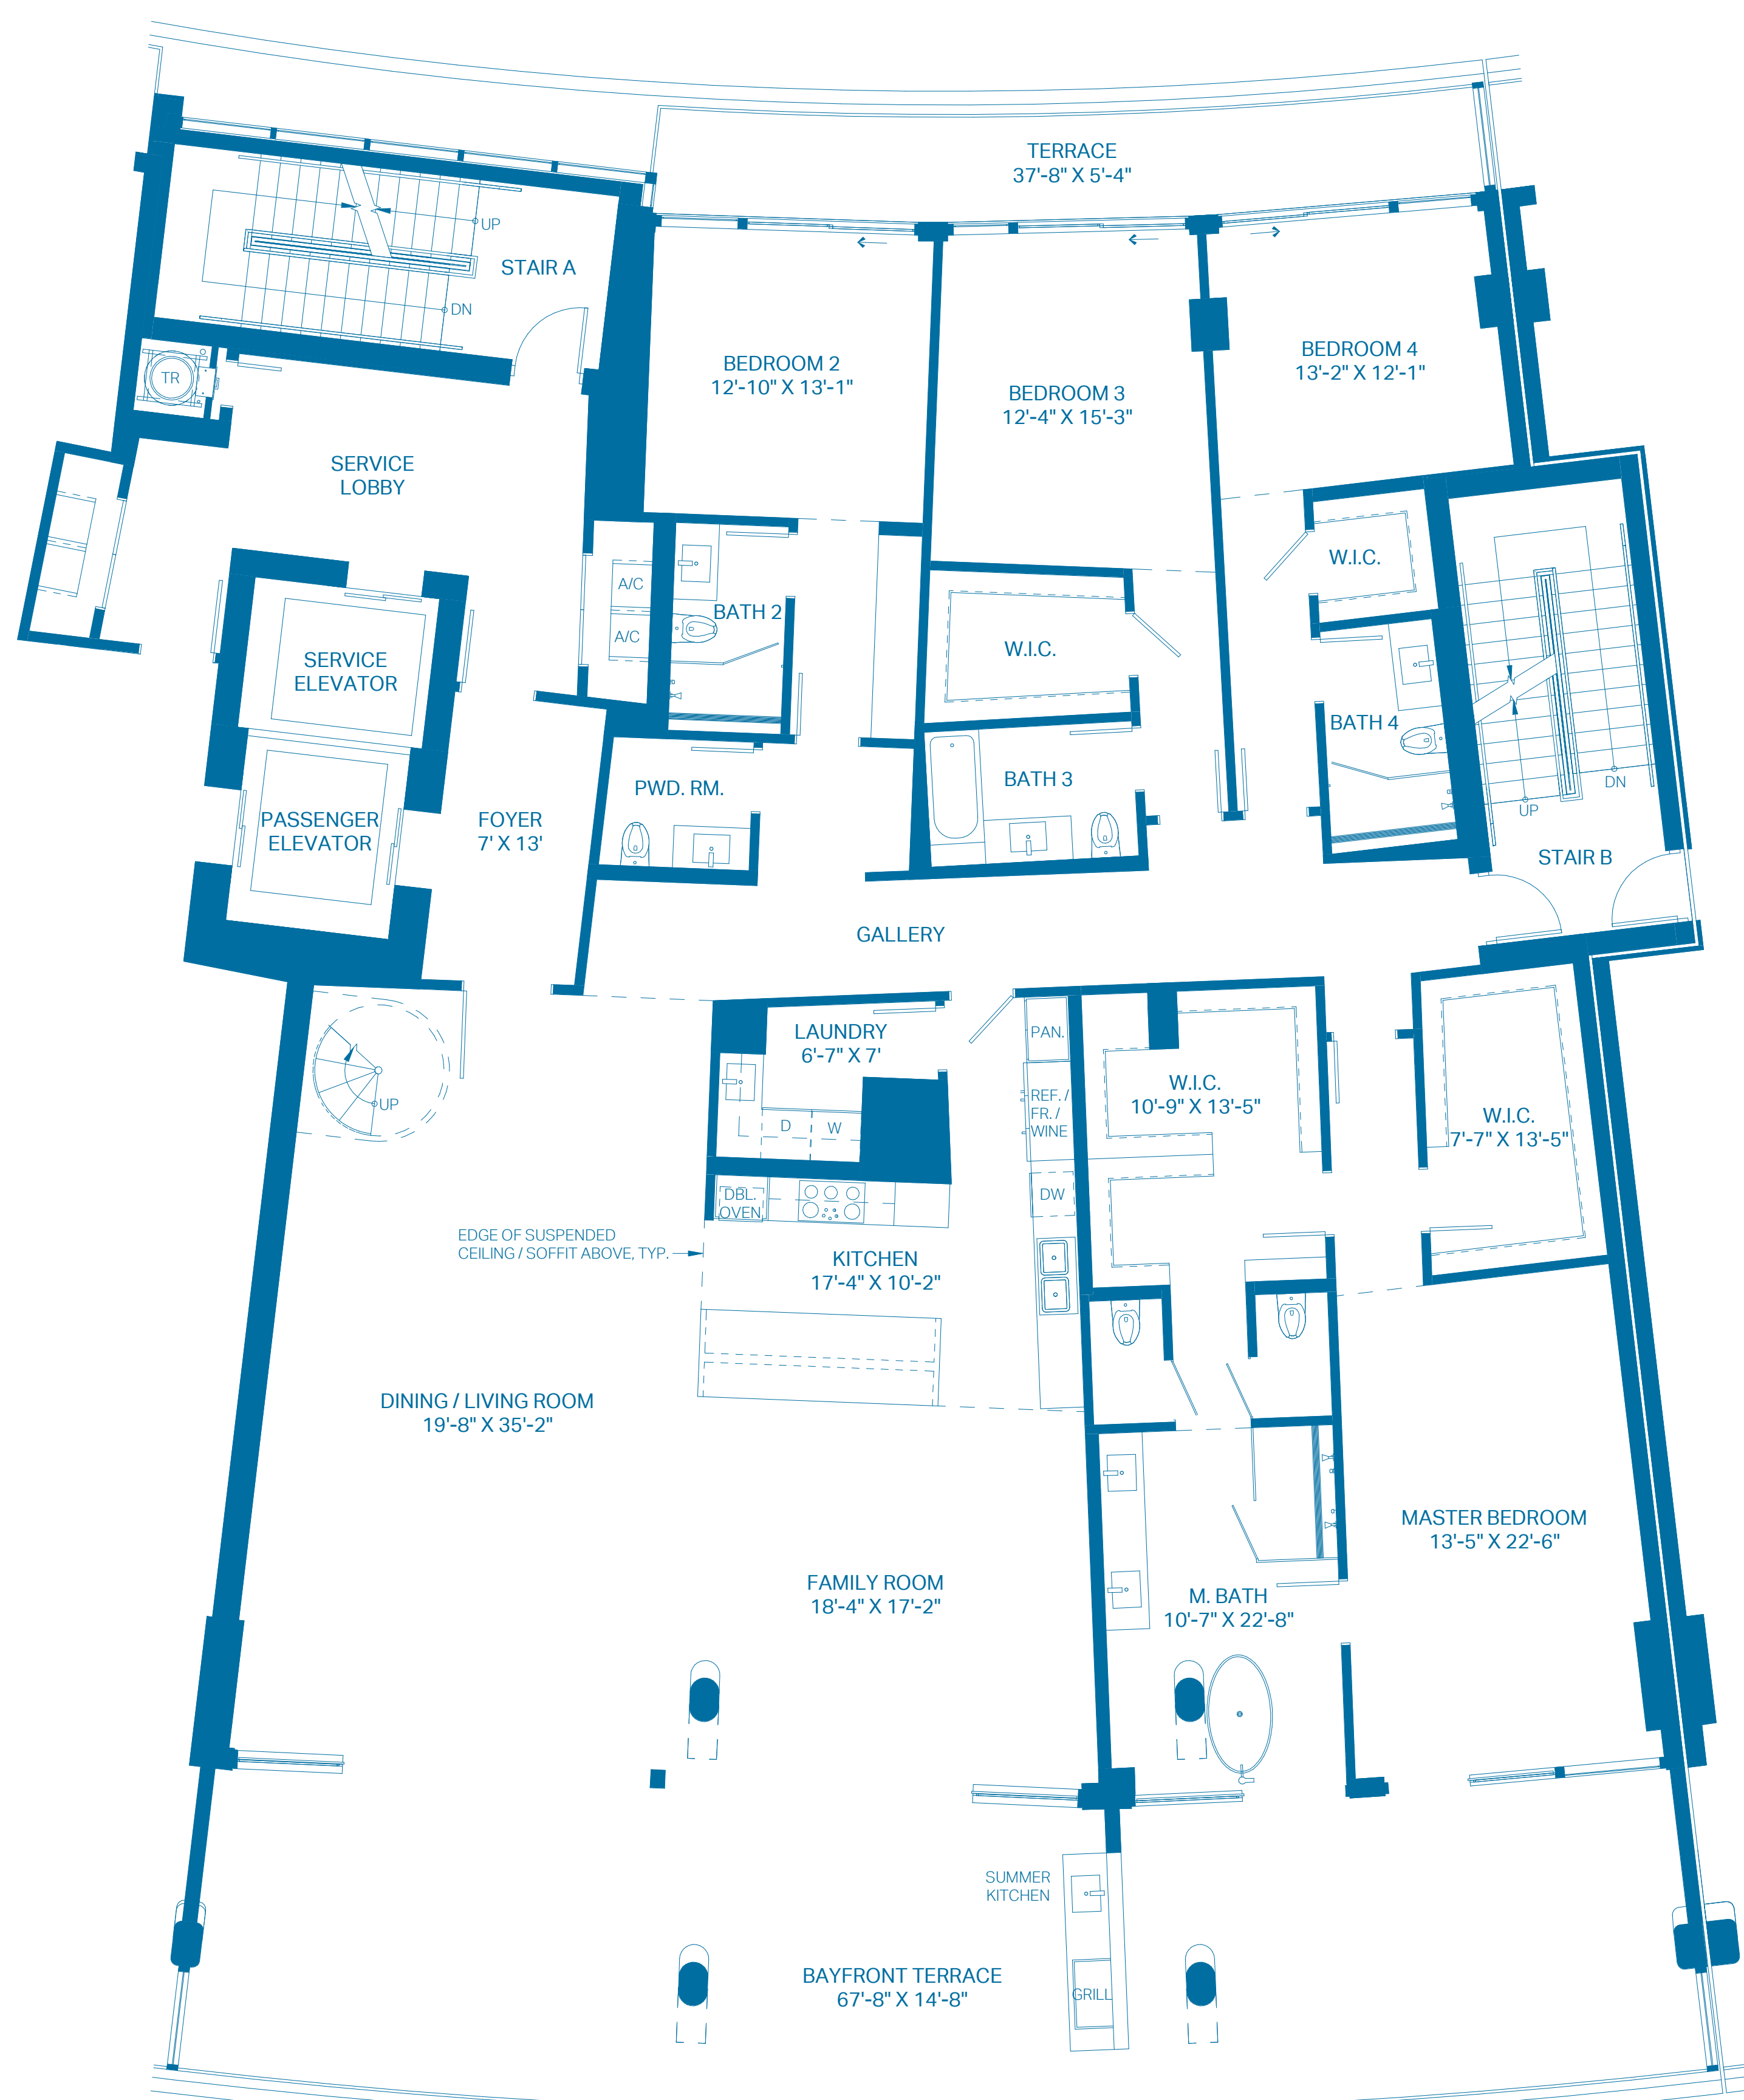 TERRACE
37'-8" X 5'-4"
UP
STAIR A
DN
TR
BEDROOM 2
12'-10" X 13'-1"
BEDROOM 3
12'-4" X 15'-3"
BEDROOM 4
13'-2" X 12'-1"
SERVICE
LOBBY
A/C
A/C
BATH 2
W.I.C.
W.I.C.
SERVICE
ELEVATOR
BATH 4
BATH 3
PWD. RM.
PASSENGER
ELEVATOR
FOYER
7' X 13'
DN
UP
STAIR B
GALLERY
LAUNDRY
6'-7" X 7'
PAN.
UP
D
W
REF. /
FR. /
WINE
W.I.C.
10'-9" X 13'-5"
W.I.C.
7'-7" X 13'-5"
DBL.
OVEN
DW
EDGE OF SUSPENDED
CEILING / SOFFIT ABOVE, TYP.
KITCHEN
17'-4" X 10'-2"
DINING / LIVING ROOM
19'-8" X 35'-2"
MASTER BEDROOM
13'-5" X 22'-6"
FAMILY ROOM
18'-4" X 17'-2"
M. BATH
10'-7" X 22'-8"
SUMMER
KITCHEN
BAYFRONT TERRACE
67'-8" X 14'-8"
GRILL